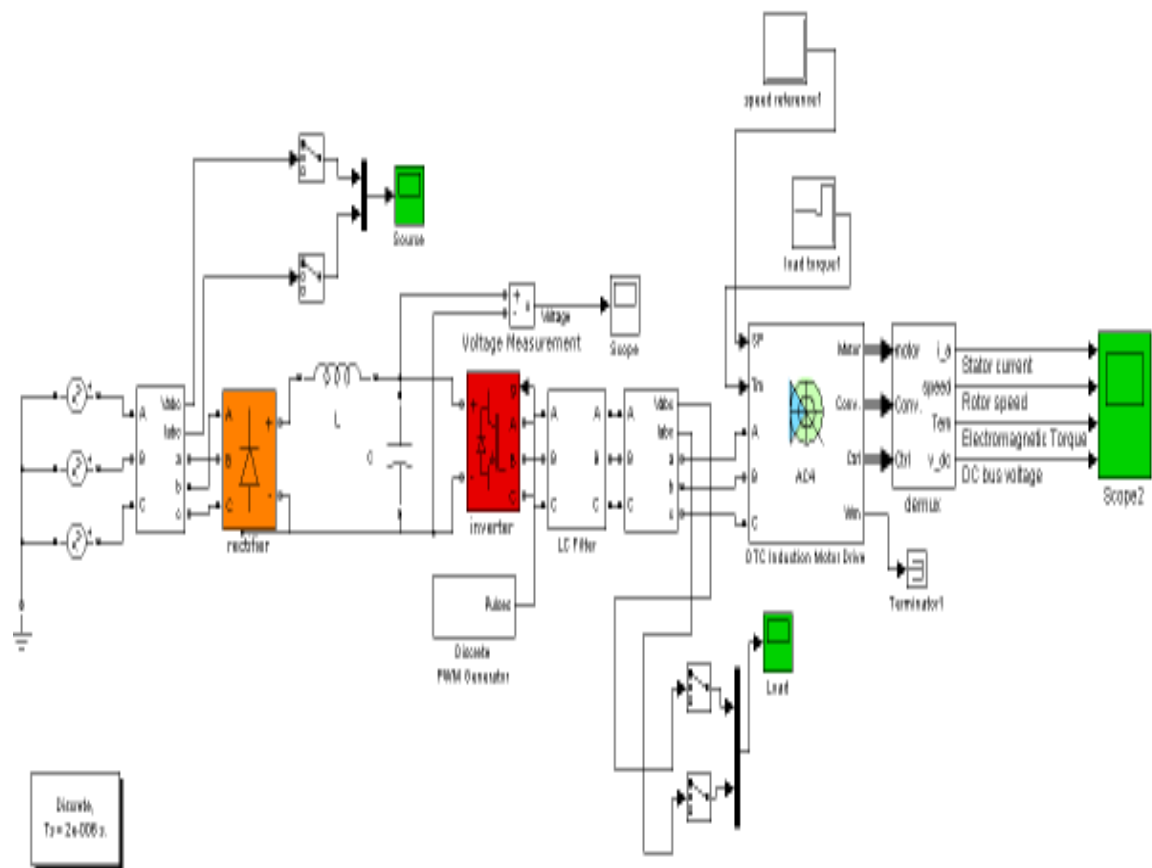 speed reference1
load torque1
Source
Voltage
Voltage Measurement
Scope
L
C
A
B
C
Vabc
Iabc
a
b
c
A
B
C
+
-
rectifier
+
-
g
A
B
C
inverter
A
B
C
A
B
C
LC Filter
A
B
C
Vabc
Iabc
a
b
c
SP
Tm
A
B
C
Motor
Conv.
Ctrl
Wm
AC4
DTC Induction Motor Drive
motor
Conv.
Ctrl
i_a
speed
Tem
v_dc
demux
Stator current
Rotor speed
Electromagnetic Torque
DC bus voltage
Scope2
Terminator1
Pulses
Discrete
PWM Generator
Load
Discrete,
Ts = 2e-006 s.